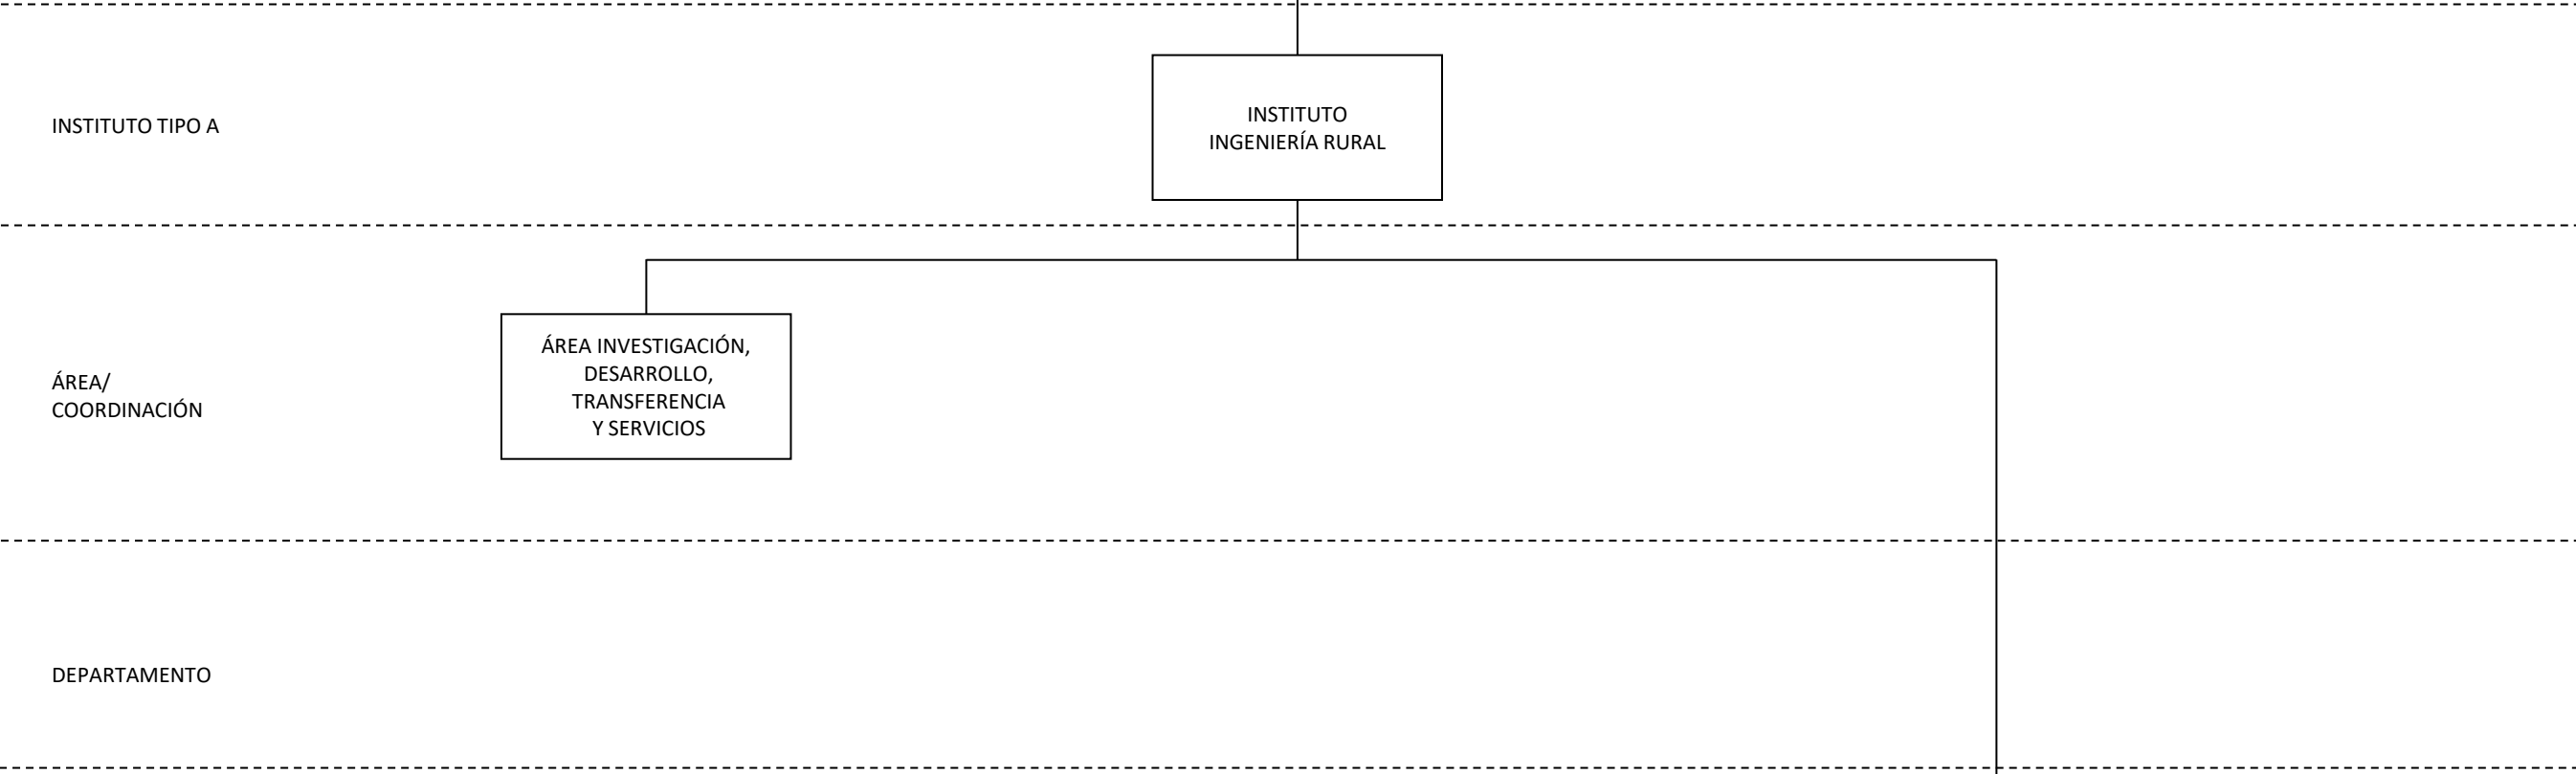 INSTITUTO TIPO A
INSTITUTO
INGENIERÍA RURAL
ÁREA/
COORDINACIÓN
ÁREA INVESTIGACIÓN,
DESARROLLO,
TRANSFERENCIA
Y SERVICIOS
DEPARTAMENTO